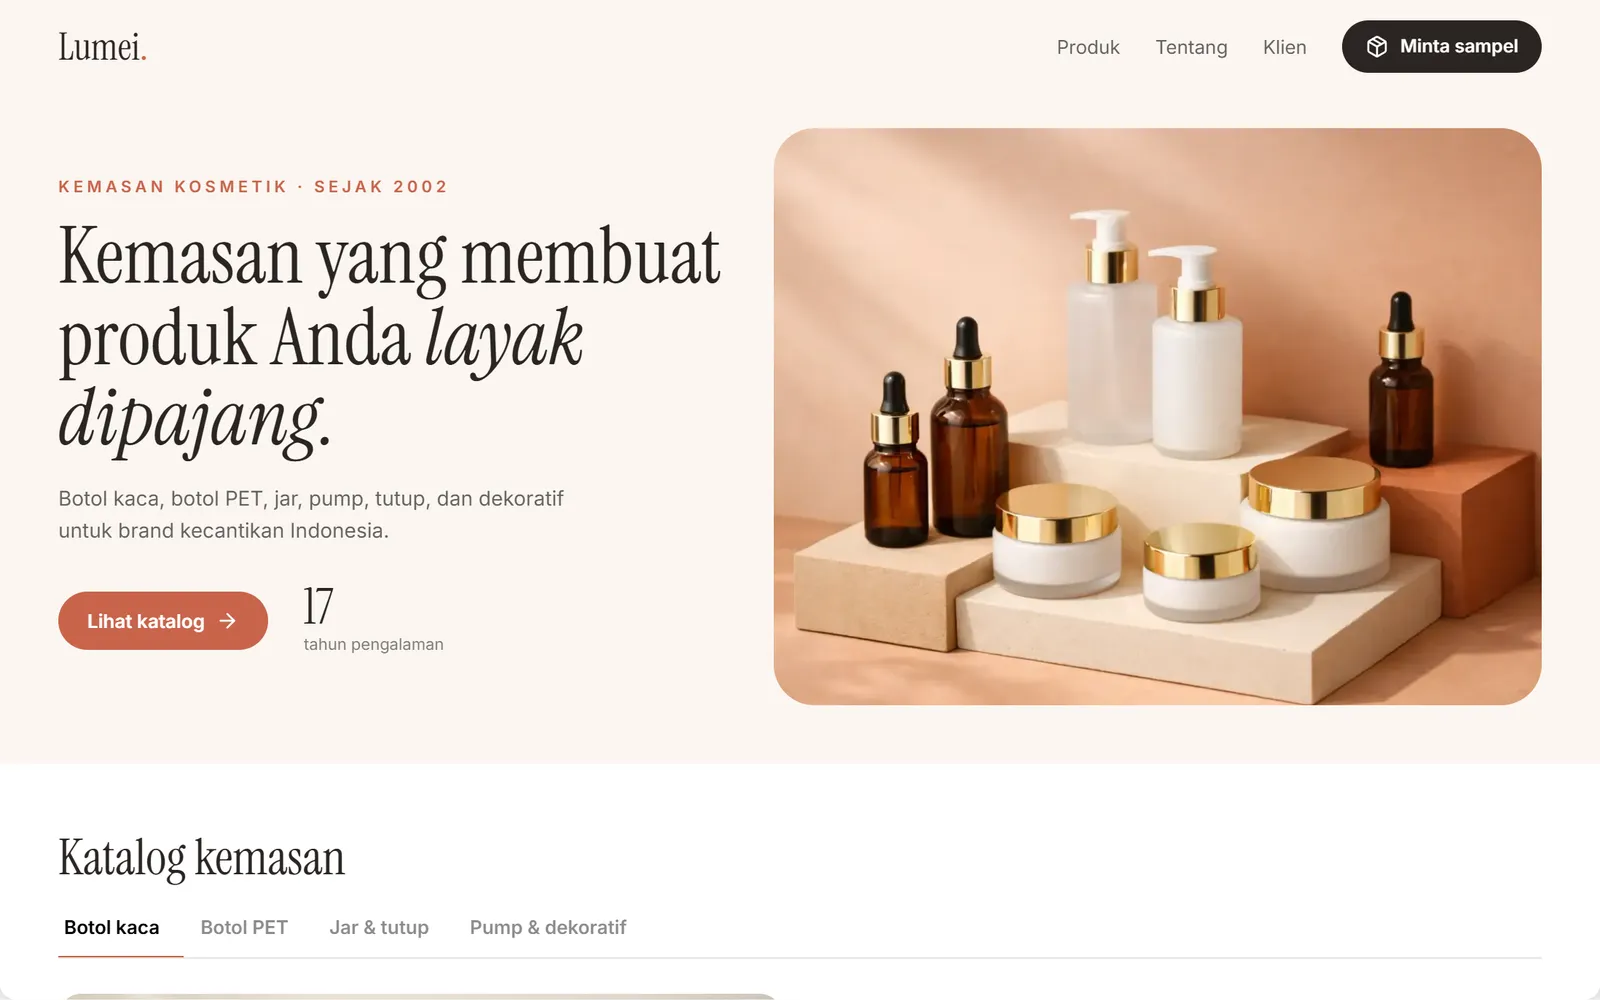 Lumei.
Produk
Tentang
Klien
Minta sampel
KEMASAN KOSMETIK · SEJAK 2002
Kemasan yang membuat
produk Anda layak
dipajang.
Botol kaca, botol PET, jar, pump, tutup, dan dekoratif
untuk brand kecantikan Indonesia.
Lihat katalog →
17
tahun pengalaman
Katalog kemasan
Botol kaca
Botol PET
Jar & tutup
Pump & dekoratif